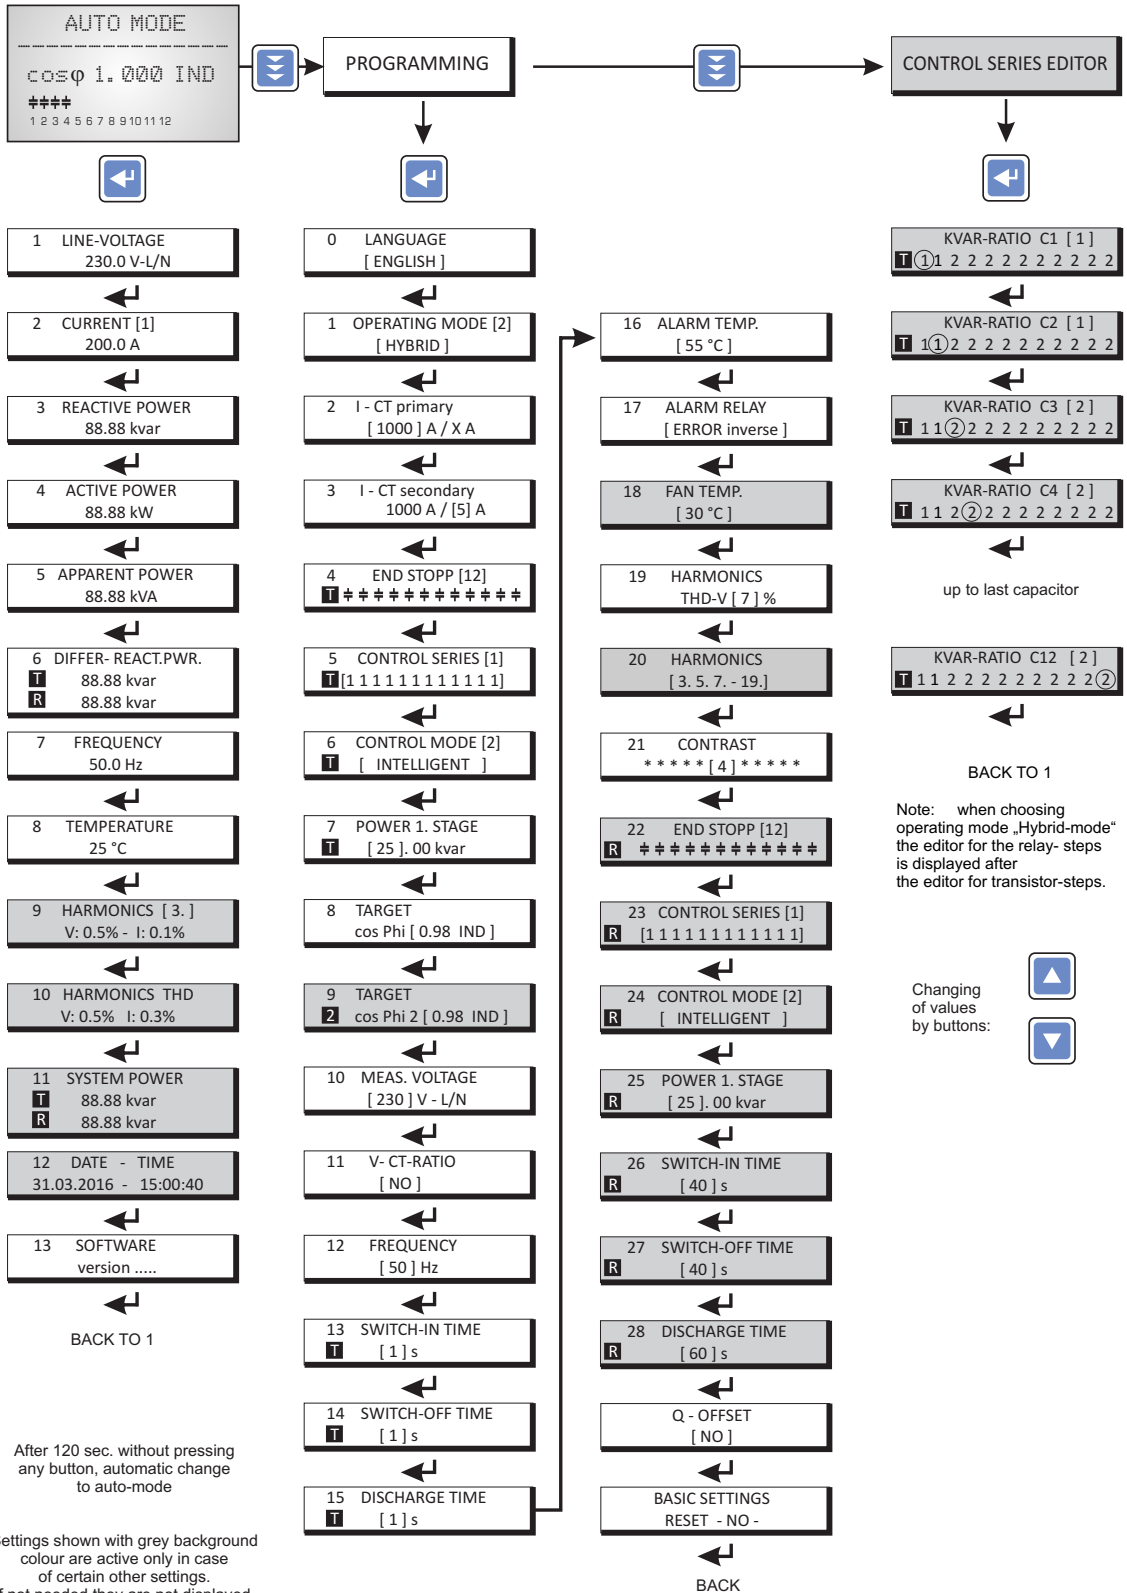 AUTO MODE
cosφ 1.000 IND
1 2 3 4 5 6 7 8 9 10 11 12
PROGRAMMING
CONTROL SERIES EDITOR
1 LINE-VOLTAGE
230.0 V-L/N
2 CURRENT [1]
200.0 A
3 REACTIVE POWER
88.88 kvar
4 ACTIVE POWER
88.88 kW
5 APPARENT POWER
88.88 kVA
6 DIFFER- REACT.PWR.
T 88.88 kvar
R 88.88 kvar
7 FREQUENCY
50.0 Hz
8 TEMPERATURE
25 °C
9 HARMONICS [ 3. ]
V: 0.5% - I: 0.1%
10 HARMONICS THD
V: 0.5% I: 0.3%
11 SYSTEM POWER
T 88.88 kvar
R 88.88 kvar
12 DATE - TIME
31.03.2016 - 15:00:40
13 SOFTWARE
version .....
BACK TO 1
After 120 sec. without pressing
any button, automatic change
to auto-mode
Settings shown with grey background
colour are active only in case
of certain other settings.
If not needed they are not displayed
0 LANGUAGE
[ ENGLISH ]
1 OPERATING MODE [2]
[ HYBRID ]
2 I - CT primary
[ 1000 ] A / X A
3 I - CT secondary
1000 A / [5] A
4 END STOPP [12]
T
5 CONTROL SERIES [1]
T [1 1 1 1 1 1 1 1 1 1 1 1]
6 CONTROL MODE [2]
T [ INTELLIGENT ]
7 POWER 1. STAGE
T [ 25 ]. 00 kvar
8 TARGET
cos Phi [ 0.98 IND ]
9 TARGET
2 cos Phi 2 [ 0.98 IND ]
10 MEAS. VOLTAGE
[ 230 ] V - L/N
11 V- CT-RATIO
[ NO ]
12 FREQUENCY
[ 50 ] Hz
13 SWITCH-IN TIME
T [ 1 ] s
14 SWITCH-OFF TIME
T [ 1 ] s
15 DISCHARGE TIME
T [ 1 ] s
16 ALARM TEMP.
[ 55 °C ]
17 ALARM RELAY
[ ERROR inverse ]
18 FAN TEMP.
[ 30 °C ]
19 HARMONICS
THD-V [ 7 ] %
20 HARMONICS
[ 3. 5. 7. - 19.]
21 CONTRAST
* * * * * [ 4 ] * * * * *
22 END STOPP [12]
R
23 CONTROL SERIES [1]
R [1 1 1 1 1 1 1 1 1 1 1 1]
24 CONTROL MODE [2]
R [ INTELLIGENT ]
25 POWER 1. STAGE
R [ 25 ]. 00 kvar
26 SWITCH-IN TIME
R [ 40 ] s
27 SWITCH-OFF TIME
R [ 40 ] s
28 DISCHARGE TIME
R [ 60 ] s
Q - OFFSET
[ NO ]
BASIC SETTINGS
RESET - NO -
BACK
KVAR-RATIO C1 [ 1 ]
T 1 1 2 2 2 2 2 2 2 2 2 2
KVAR-RATIO C2 [ 1 ]
T 1 1 2 2 2 2 2 2 2 2 2 2
KVAR-RATIO C3 [ 2 ]
T 1 1 2 2 2 2 2 2 2 2 2 2
KVAR-RATIO C4 [ 2 ]
T 1 1 2 2 2 2 2 2 2 2 2 2
up to last capacitor
KVAR-RATIO C12 [ 2 ]
T 1 1 2 2 2 2 2 2 2 2 2 2
BACK TO 1
Note: when choosing
operating mode „Hybrid-mode“
the editor for the relay- steps
is displayed after
the editor for transistor-steps.
Changing
of values
by buttons: